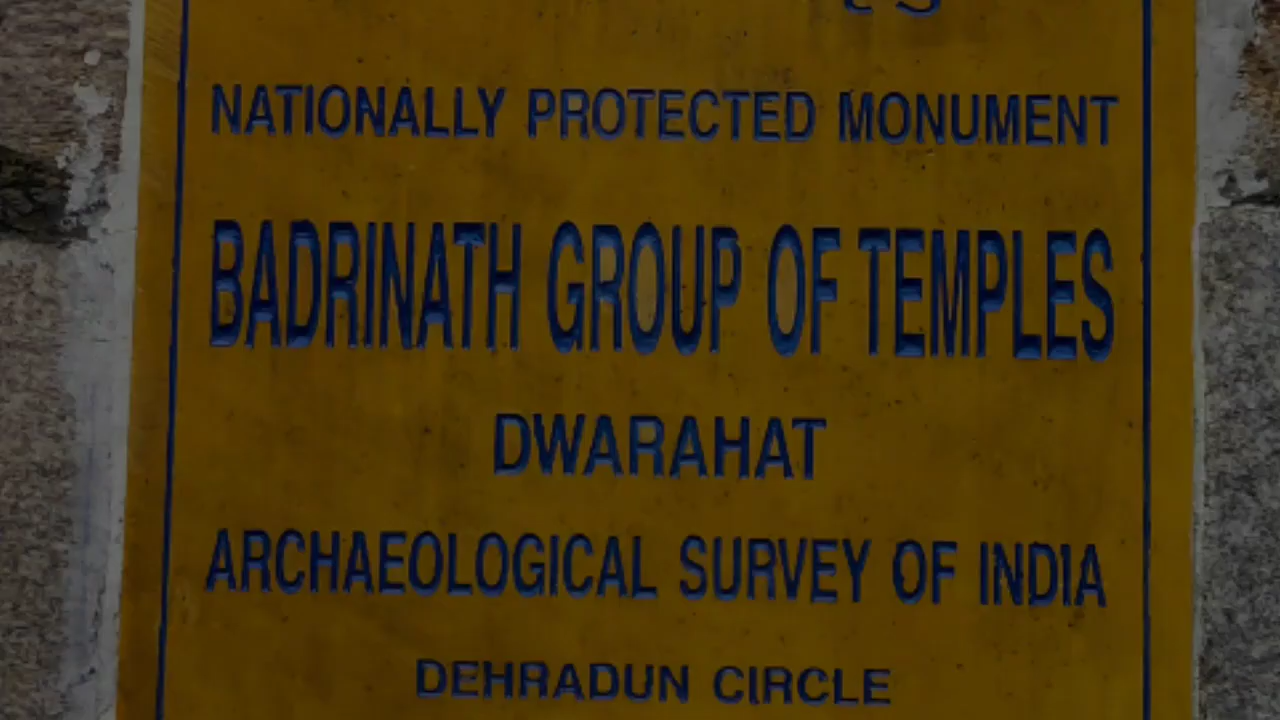 NATIONALLY PROTECTED MONUMENT
BADRINATH GROUP OF TEMPLES
DWARAHAT
ARCHAEOLOGICAL SURVEY OF INDIA
DEHRADUN CIRCLE